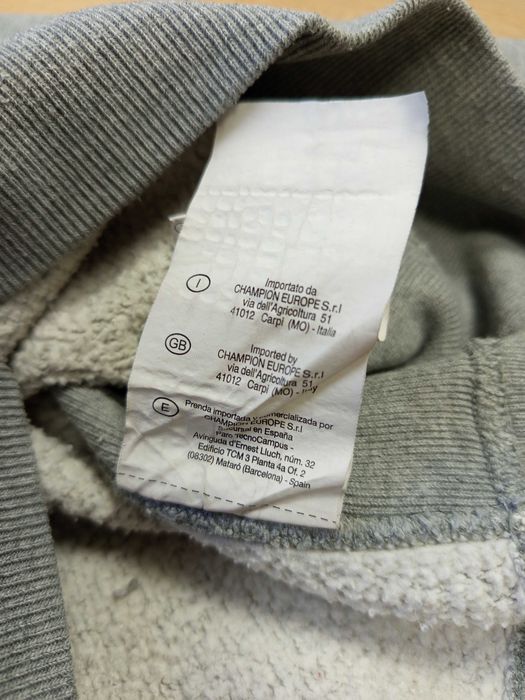 I
Importato da
CHAMPION EUROPE S.r.l
via dell'Agricoltura 51
41012 Carpi (MO) - Italia
GB
Imported by
CHAMPION EUROPE S.r.l
via dell'Agricoltura 51,
41012 Carpi (MO) - Italy
E
Prenda importada y comercializada por
CHAMPION EUROPE S.r.l
Sucursal en España
Parc TecnoCampus -
Avinguda d'Ernest Lluch, núm. 32
Edificio TCM 3 Planta 4a Of. 2
(08302) Mataró (Barcelona) - Spain